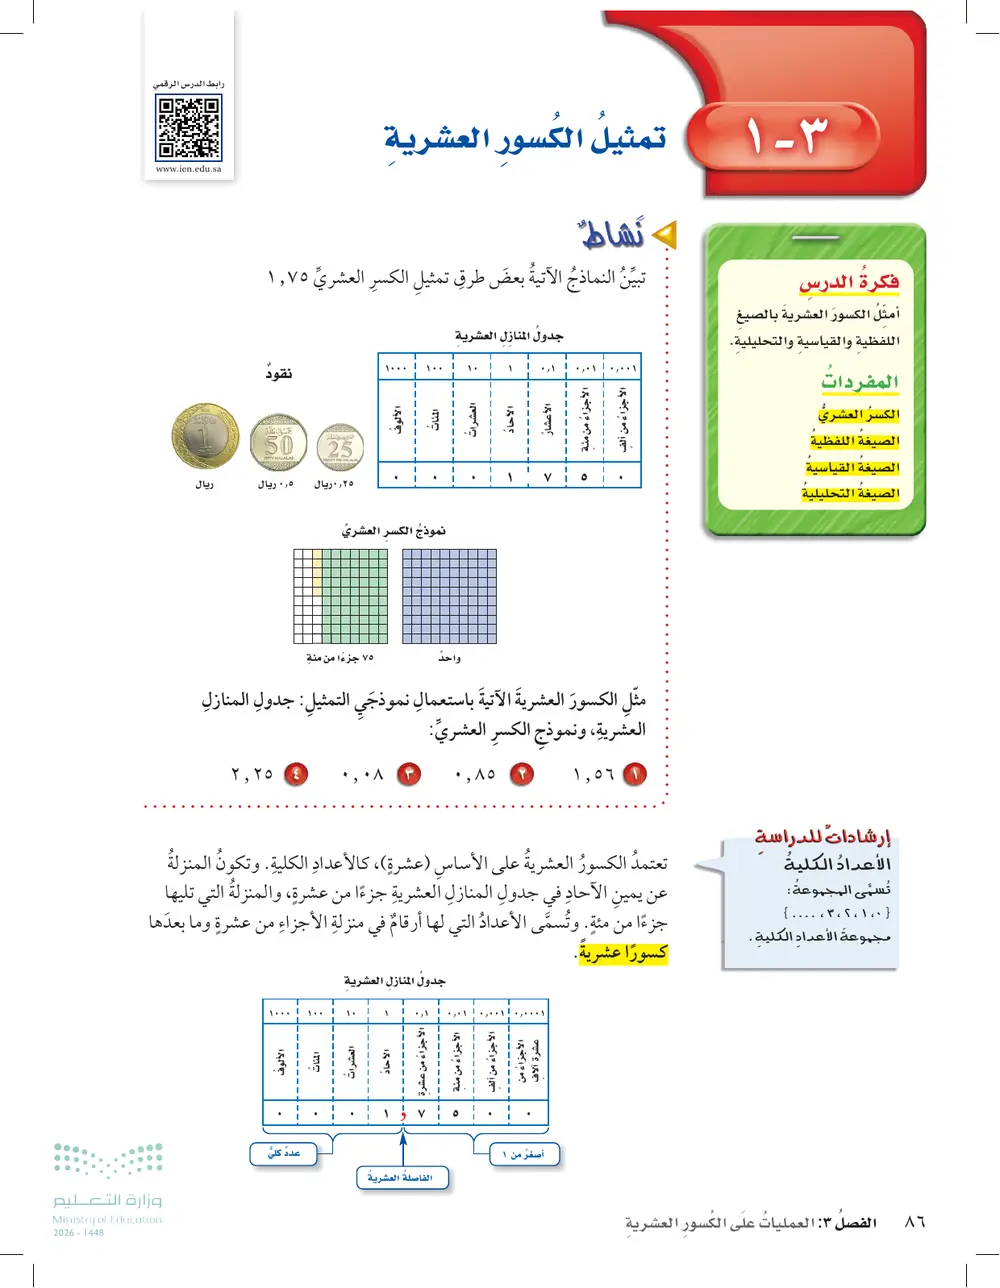 رابط الدرس الرقمي
www.ien.edu.sa
٣-١
تمثيلُ الكُسورِ العشريةِ
نَشاطٌ
تبيِّنُ النماذجُ الآتيةُ بعضَ طرقِ تمثيلِ الكسرِ العشريِّ ١,٧٥
فكرةُ الدرسِ
أمثِّلُ الكسورَ العشريةَ بالصيغِ
اللفظيةِ والقياسيةِ والتحليليةِ.
المفرداتُ
الكسرُ العشريُّ
الصيغةُ اللفظيةُ
الصيغةُ القياسيةُ
الصيغةُ التحليليةُ
جدولُ المنازلِ العشريةِ
١٠٠٠ ١٠٠ ١٠ ١ ٠,١ ٠,٠١ ٠,٠٠١
الألوفُ المئاتُ العشراتُ الآحادُ الأعشارُ الأجزاءُ من مئةٍ الأجزاءُ من ألفٍ
٠ ٠ ٠ ١ ٧ ٥ ٠
نقودٌ
1
50
25
ريال ٠,٥ ريال ٠,٢٥ ريال
نموذجُ الكسرِ العشريِّ
واحدٌ
٧٥ جزءًا من مئةٍ
مثِّلِ الكسورَ العشريةَ الآتيةَ باستعمالِ نموذجَيِ التمثيلِ: جدولِ المنازلِ
العشريةِ، ونموذجِ الكسرِ العشريِّ:
١ ١,٥٦ ٢ ٠,٨٥ ٣ ٠,٠٨ ٤ ٢,٢٥
إرشاداتٌ للدراسةِ
الأعدادُ الكليةُ
تُسمَّى المجموعةُ:
{ ٠، ١، ٢، ٣، .... }
مجموعةَ الأعدادِ الكليةِ.
تعتمدُ الكسورُ العشريةُ على الأساسِ (عشرةٍ)، كالأعدادِ الكليةِ. وتكونُ المنزلةُ
عن يمينِ الآحادِ في جدولِ المنازلِ العشريةِ جزءًا من عشرةٍ، والمنزلةُ التي تليها
جزءًا من مئةٍ. وتُسمَّى الأعدادُ التي لها أرقامٌ في منزلةِ الأجزاءِ من عشرةٍ وما بعدَها
كسورًا عشريةً.
جدولُ المنازلِ العشريةِ
١٠٠٠ ١٠٠ ١٠ ١ ٠,١ ٠,٠١ ٠,٠٠١ ٠,٠٠٠١
الألوفُ المئاتُ العشراتُ الآحادُ الأجزاءُ من عشرةٍ الأجزاءُ من مئةٍ الأجزاءُ من ألفٍ الأجزاءُ من عشرةِ آلافٍ
٠ ٠ ٠ ١ , ٧ ٥ ٠ ٠
عددٌ كليٌّ
الفاصلةُ العشريةُ
أصغرُ من ١
وزارة التعـليم
Ministry of Education
2026 - 1448
٨٦ الفصلُ ٣: العملياتُ علَى الكُسورِ العشريةِ